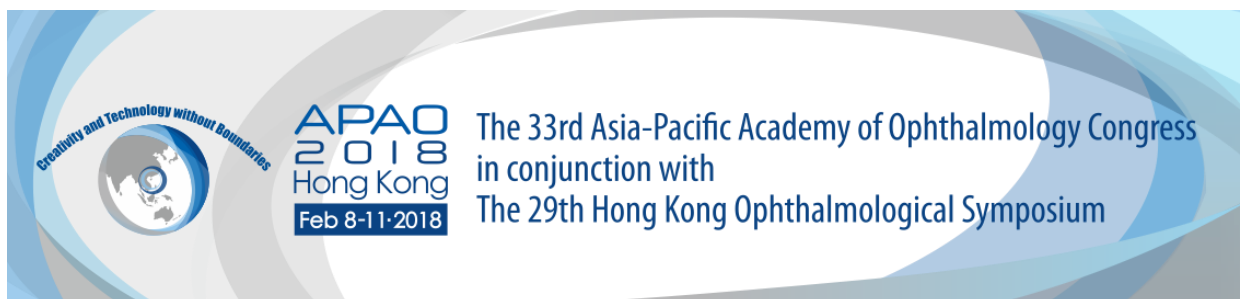 Creativity and Technology without Boundaries
APAO
2018
Hong Kong
Feb 8-11·2018
The 33rd Asia-Pacific Academy of Ophthalmology Congress
in conjunction with
The 29th Hong Kong Ophthalmological Symposium